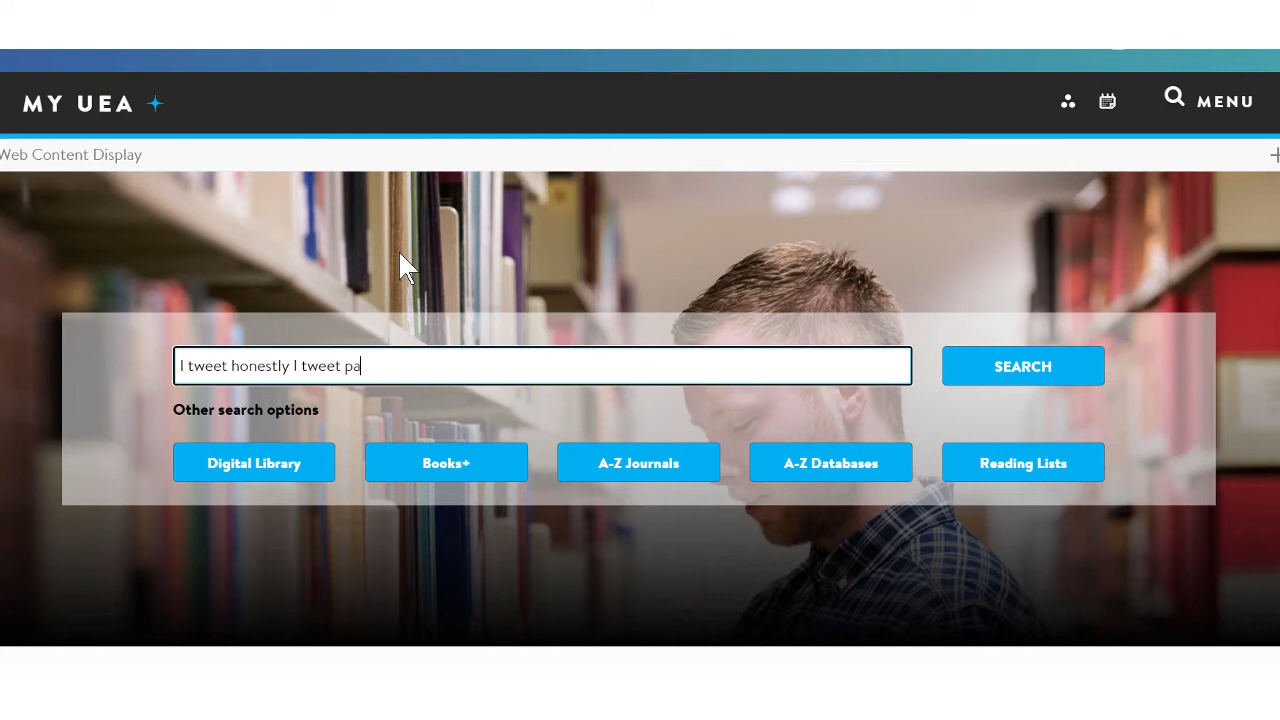 MY UEA
MENU
Web Content Display
I tweet honestly I tweet pa
SEARCH
Other search options
Digital Library
Books+
A-Z Journals
A-Z Databases
Reading Lists